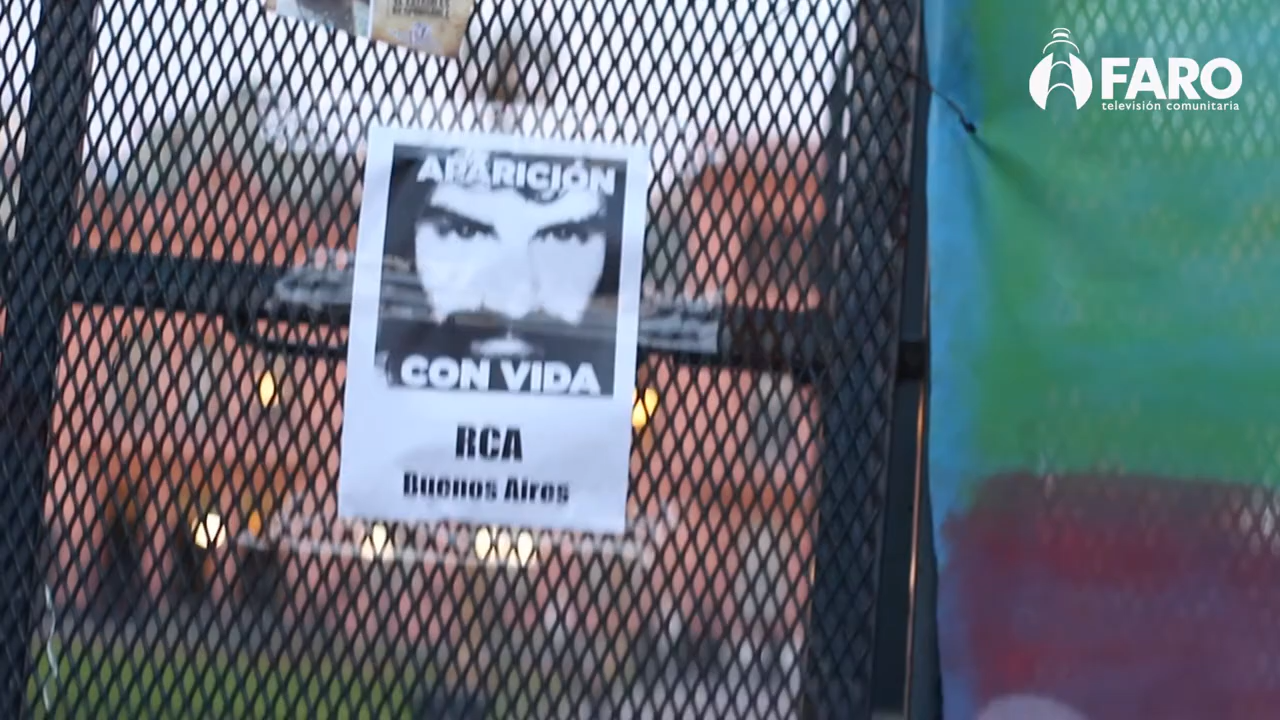 FARO
televisión comunitaria
APARICIÓN
CON VIDA
RCA
Buenos Aires